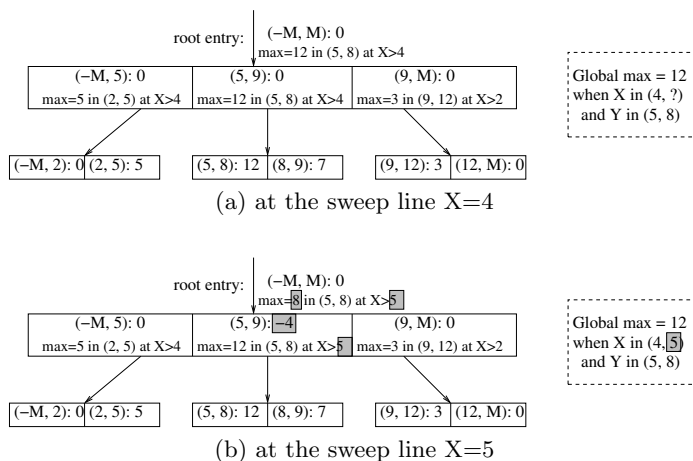 root entry:
(−M, M): 0
max=12 in (5, 8) at X>4
(−M, 5): 0 (5, 9): 0 (9, M): 0
max=5 in (2, 5) at X>4 max=12 in (5, 8) at X>4 max=3 in (9, 12) at X>2
(−M, 2): 0 (2, 5): 5 (5, 8): 12 (8, 9): 7 (9, 12): 3 (12, M): 0
Global max = 12
when X in (4, ?)
and Y in (5, 8)
(a) at the sweep line X=4
root entry:
(−M, M): 0
max=8 in (5, 8) at X>5
(−M, 5): 0 (5, 9): −4 (9, M): 0
max=5 in (2, 5) at X>4 max=12 in (5, 8) at X>5 max=3 in (9, 12) at X>2
(−M, 2): 0 (2, 5): 5 (5, 8): 12 (8, 9): 7 (9, 12): 3 (12, M): 0
Global max = 12
when X in (4, 5)
and Y in (5, 8)
(b) at the sweep line X=5